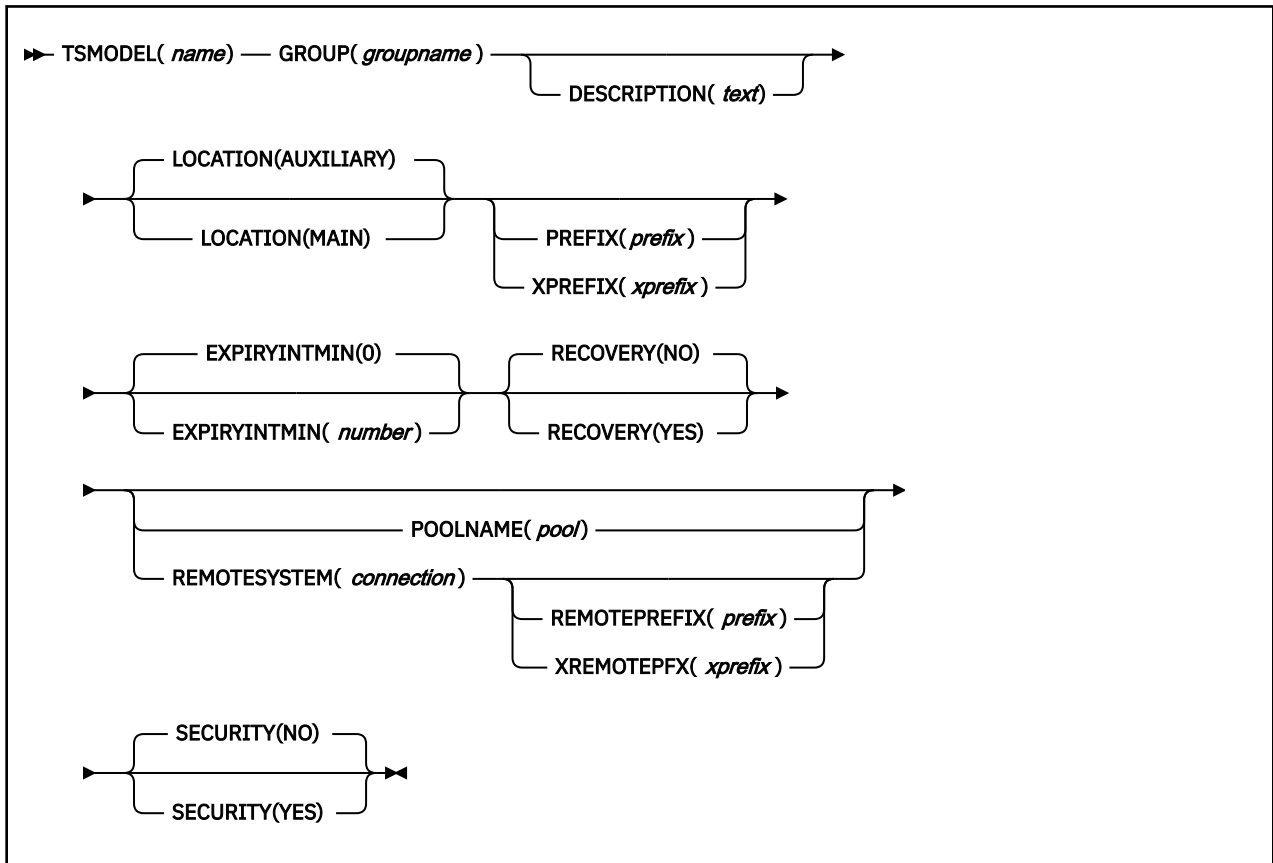 TSMODEL( name) GROUP( groupname )
DESCRIPTION( text)
LOCATION(AUXILIARY)
LOCATION(MAIN)
PREFIX( prefix )
XPREFIX( xprefix )
EXPIRYINTMIN(0)
EXPIRYINTMIN( number )
RECOVERY(NO)
RECOVERY(YES)
POOLNAME( pool )
REMOTESYSTEM( connection )
REMOTEPREFIX( prefix )
XREMOTEPFX( xprefix )
SECURITY(NO)
SECURITY(YES)